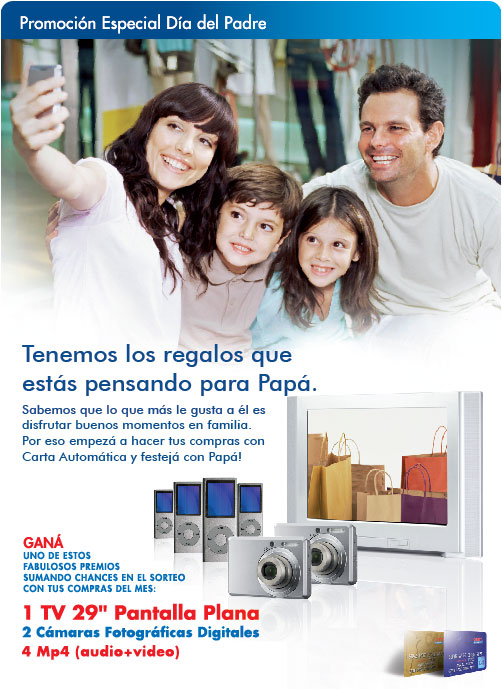 Promoción Especial Día del Padre
Tenemos los regalos que
estás pensando para Papá.
Sabemos que lo que más le gusta a él es
disfrutar buenos momentos en familia.
Por eso empezá a hacer tus compras con
Carta Automática y festejá con Papá!
GANÁ
UNO DE ESTOS
FABULOSOS PREMIOS
SUMANDO CHANCES EN EL SORTEO
CON TUS COMPRAS DEL MES:
1 TV 29" Pantalla Plana
2 Cámaras Fotográficas Digitales
4 Mp4 (audio+video)